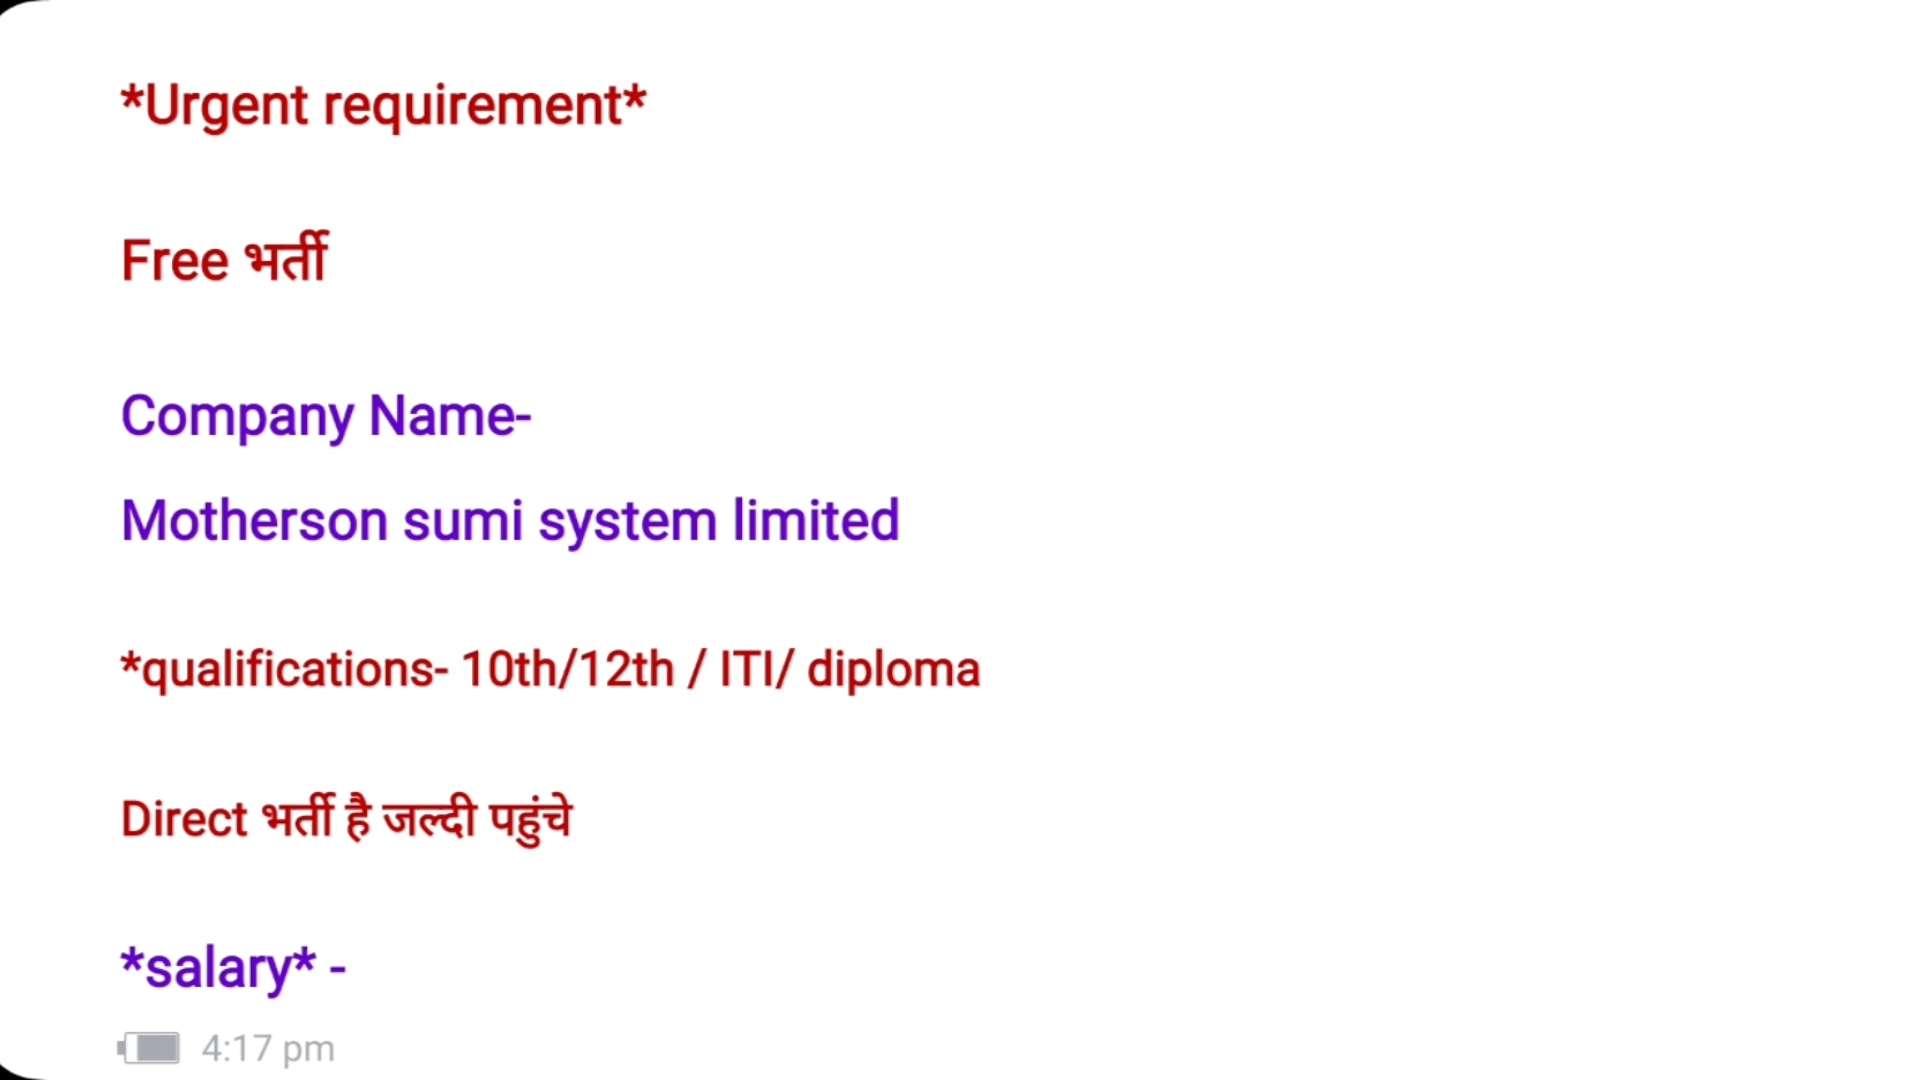 *Urgent requirement*
Free भर्ती
Company Name-
Motherson sumi system limited
*qualifications- 10th/12th / ITI/ diploma
Direct भर्ती है जल्दी पहुंचे
*salary* -
4:17 pm